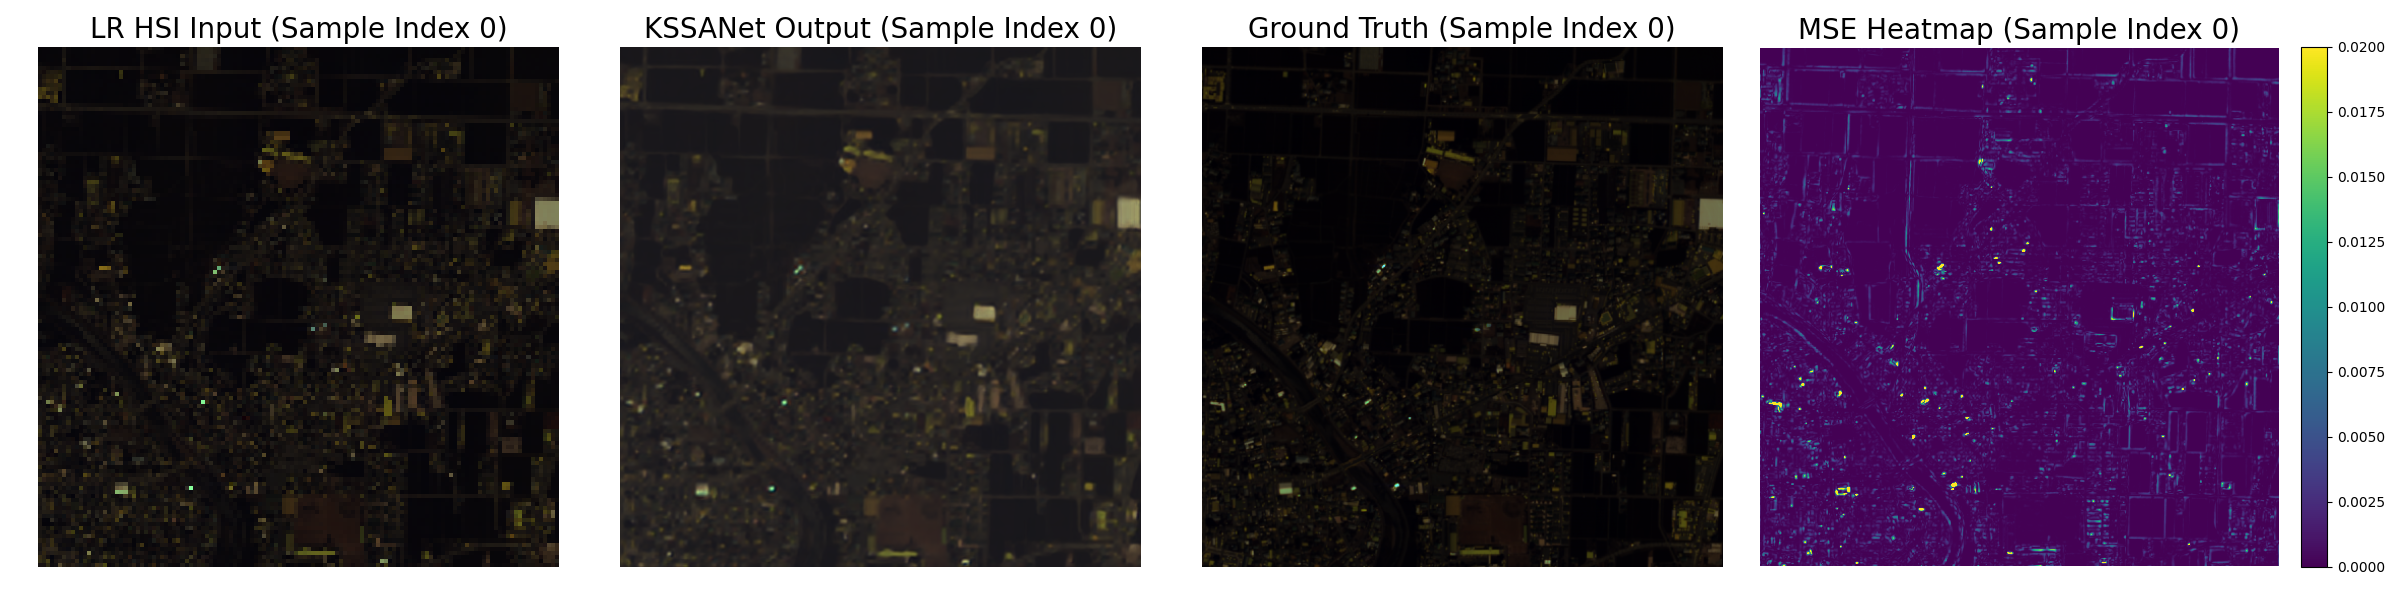 LR HSI Input (Sample Index 0)
KSSANet Output (Sample Index 0)
Ground Truth (Sample Index 0)
MSE Heatmap (Sample Index 0)
0.0200
0.0175
0.0150
0.0125
0.0100
0.0075
0.0050
0.0025
0.0000